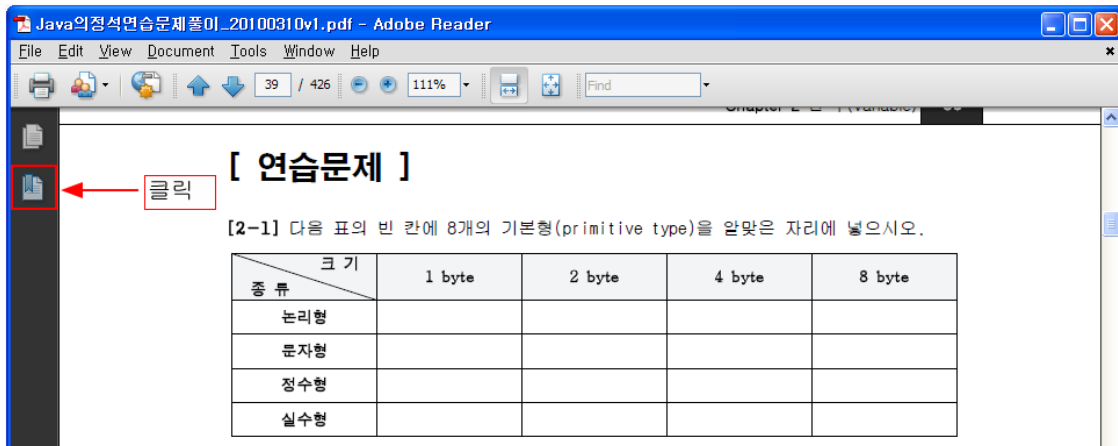 Java의정석연습문제풀이_20100310v1.pdf - Adobe Reader
File Edit View Document Tools Window Help
39 / 426 111% Find
[ 연습문제 ]
클릭
[2-1] 다음 표의 빈 칸에 8개의 기본형(primitive type)을 알맞은 자리에 넣으시오.
크 기
종 류
1 byte 2 byte 4 byte 8 byte
논리형
문자형
정수형
실수형